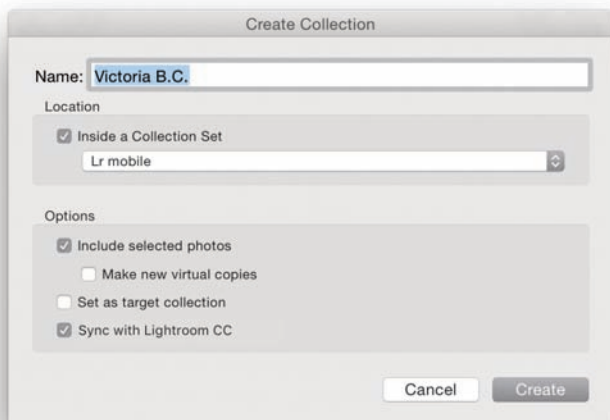 Create Collection
Name: Victoria B.C.
Location
Inside a Collection Set
Lr mobile
Options
Include selected photos
Make new virtual copies
Set as target collection
Sync with Lightroom CC
Cancel Create